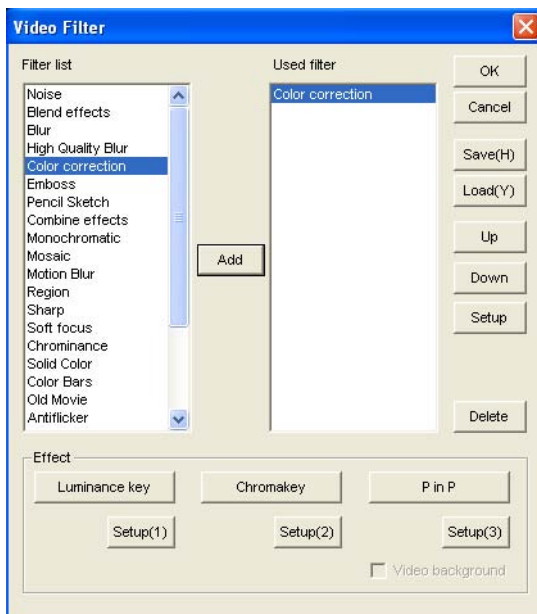 Video Filter
Filter list
Used filter
Noise
Blend effects
Blur
High Quality Blur
Color correction
Emboss
Pencil Sketch
Combine effects
Monochromatic
Mosaic
Motion Blur
Region
Sharp
Soft focus
Chrominance
Solid Color
Color Bars
Old Movie
Antiflicker
Add
Color correction
OK
Cancel
Save(H)
Load(Y)
Up
Down
Setup
Delete
Effect
Luminance key
Chromakey
P in P
Setup(1)
Setup(2)
Setup(3)
Video background